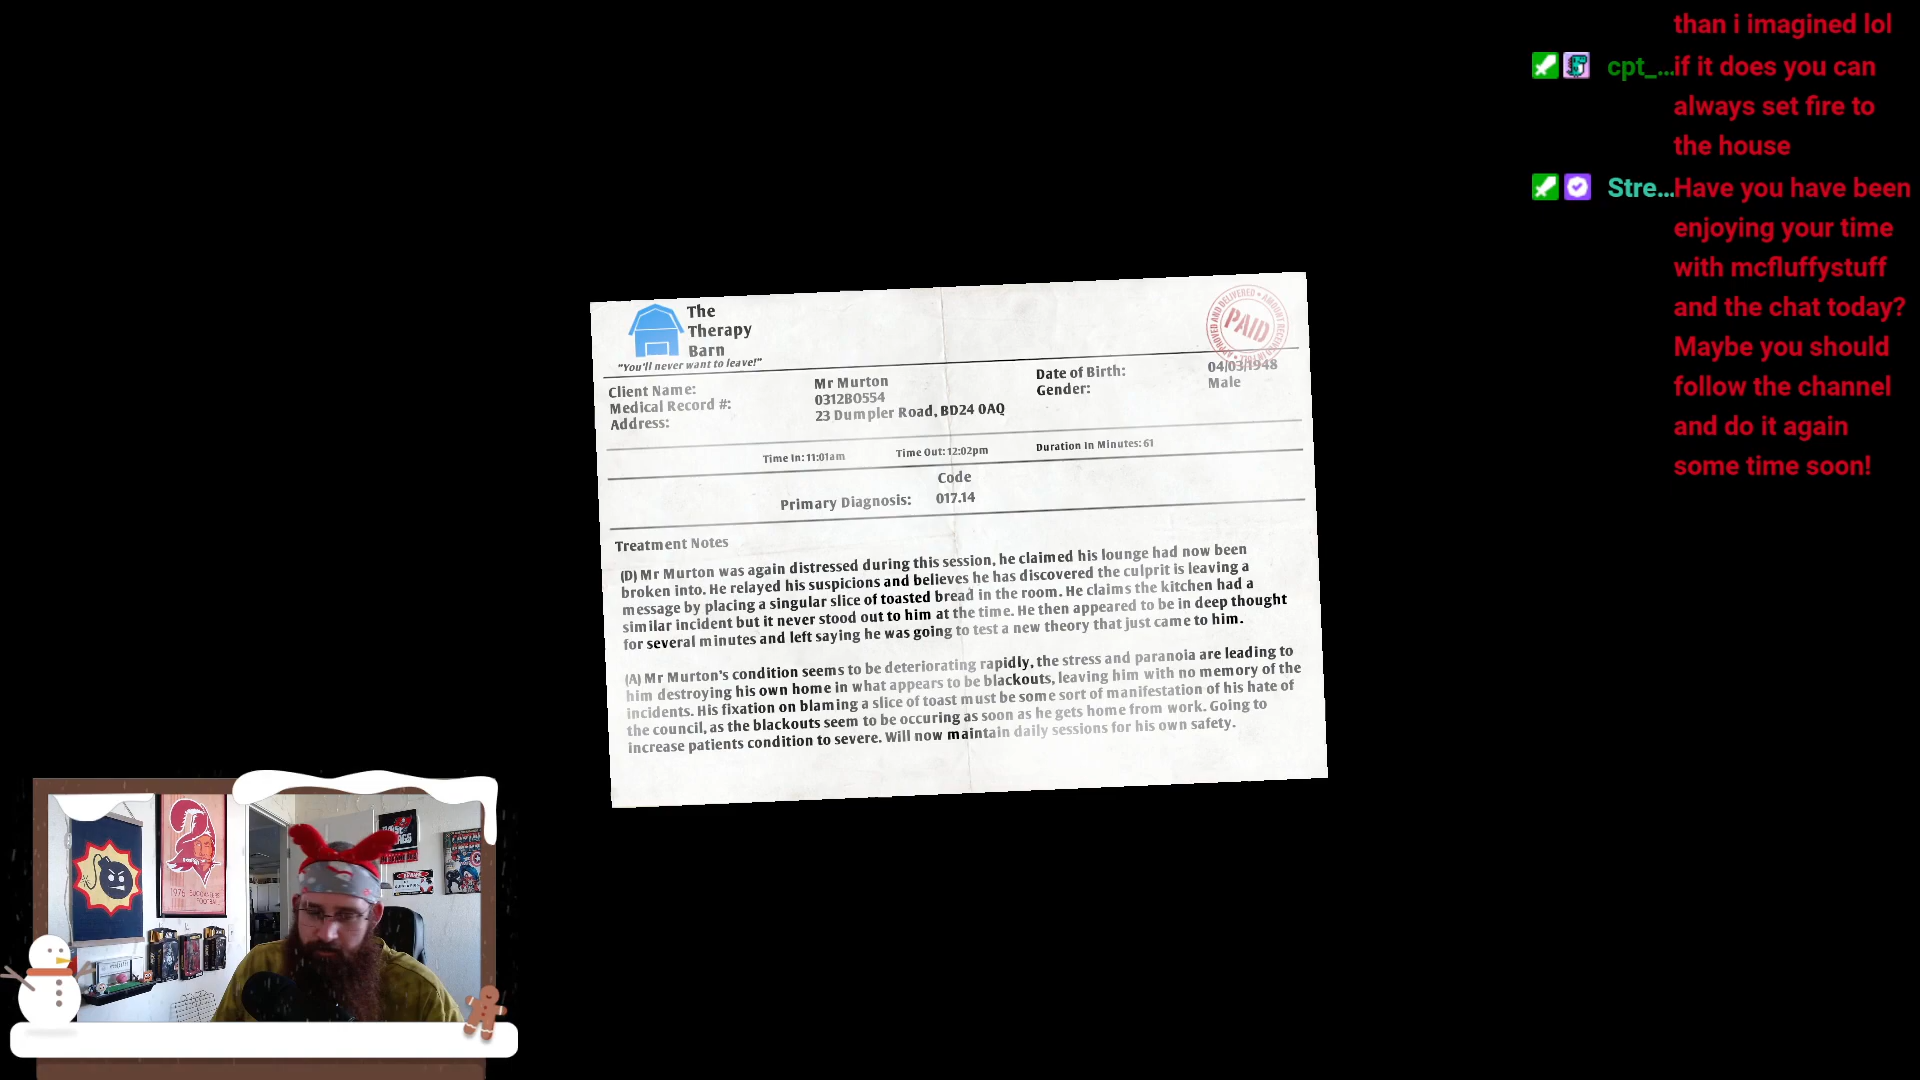 than i imagined lol
cpt_...if it does you can
always set fire to
the house
Stre...Have you have been
enjoying your time
with mcfluffystuff
and the chat today?
Maybe you should
follow the channel
and do it again
some time soon!
The
Therapy
Barn
"You'll never want to leave!"
APPROVED AND DELIVERED • AMOUNT RECEIVED IN FULL
PAID
Client Name: Mr Murton Date of Birth: 04/03/1948
Medical Record #: 0312B0554 Gender: Male
Address: 23 Dumpler Road, BD24 0AQ
Time In: 11:01am Time Out: 12:02pm Duration In Minutes: 61
Code
Primary Diagnosis: 017.14
Treatment Notes
(D) Mr Murton was again distressed during this session, he claimed his lounge had now been
broken into. He relayed his suspicions and believes he has discovered the culprit is leaving a
message by placing a singular slice of toasted bread in the room. He claims the kitchen had a
similar incident but it never stood out to him at the time. He then appeared to be in deep thought
for several minutes and left saying he was going to test a new theory that just came to him.
(A) Mr Murton's condition seems to be deteriorating rapidly, the stress and paranoia are leading to
him destroying his own home in what appears to be blackouts, leaving him with no memory of the
incidents. His fixation on blaming a slice of toast must be some sort of manifestation of his hate of
the council, as the blackouts seem to be occuring as soon as he gets home from work. Going to
increase patients condition to severe. Will now maintain daily sessions for his own safety.
1976